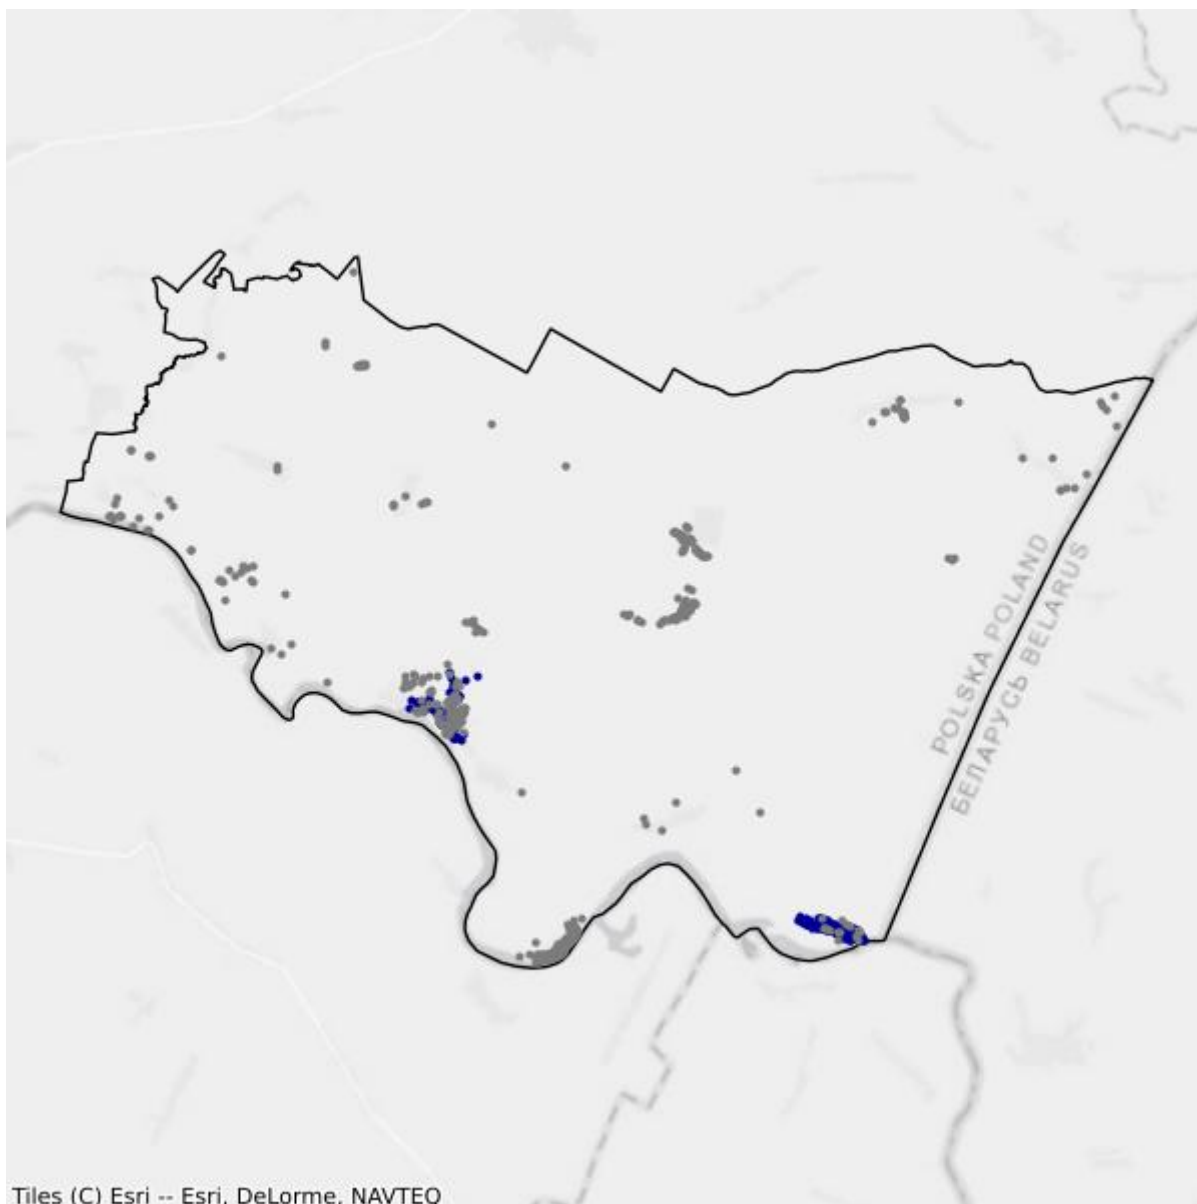 POLSKA POLAND
БЕЛАРУСЬ BELARUS
Tiles (C) Esri -- Esri, DeLorme, NAVTEQ